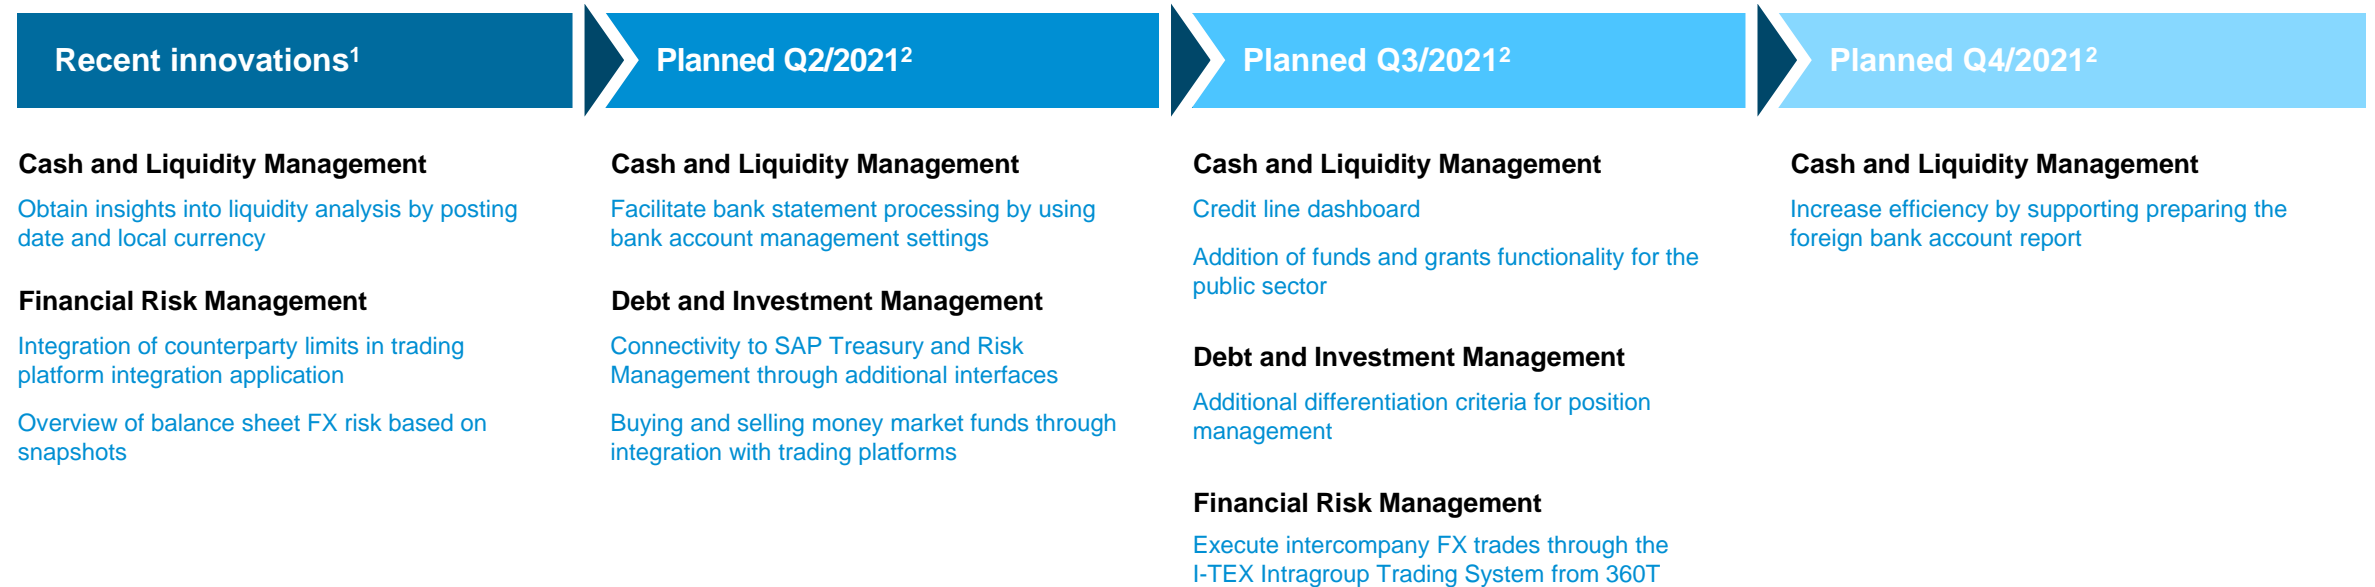 Recent innovations¹
Planned Q2/2021²
Planned Q3/2021²
Planned Q4/2021²
Cash and Liquidity Management
Obtain insights into liquidity analysis by posting
date and local currency
Financial Risk Management
Integration of counterparty limits in trading
platform integration application
Overview of balance sheet FX risk based on
snapshots
Cash and Liquidity Management
Facilitate bank statement processing by using
bank account management settings
Debt and Investment Management
Connectivity to SAP Treasury and Risk
Management through additional interfaces
Buying and selling money market funds through
integration with trading platforms
Cash and Liquidity Management
Credit line dashboard
Addition of funds and grants functionality for the
public sector
Debt and Investment Management
Additional differentiation criteria for position
management
Financial Risk Management
Execute intercompany FX trades through the
I-TEX Intragroup Trading System from 360T
Cash and Liquidity Management
Increase efficiency by supporting preparing the
foreign bank account report